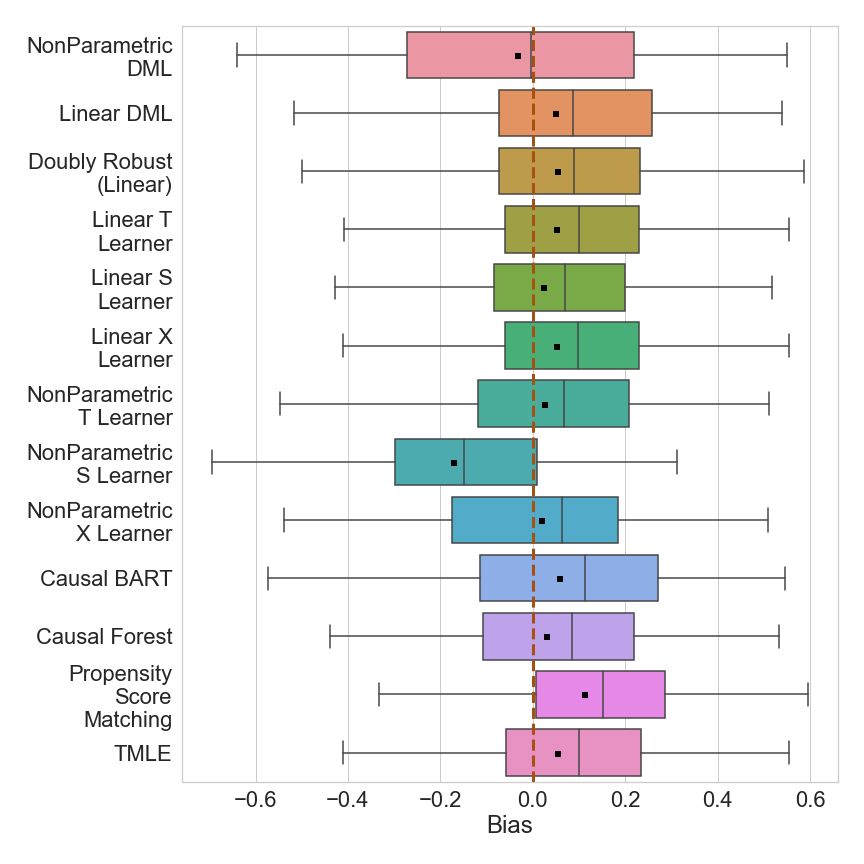 NonParametric
DML
Linear DML
Doubly Robust
(Linear)
Linear T
Learner
Linear S
Learner
Linear X
Learner
NonParametric
T Learner
NonParametric
S Learner
NonParametric
X Learner
Causal BART
Causal Forest
Propensity
Score
Matching
TMLE
−0.6 −0.4 −0.2 0.0 0.2 0.4 0.6
Bias